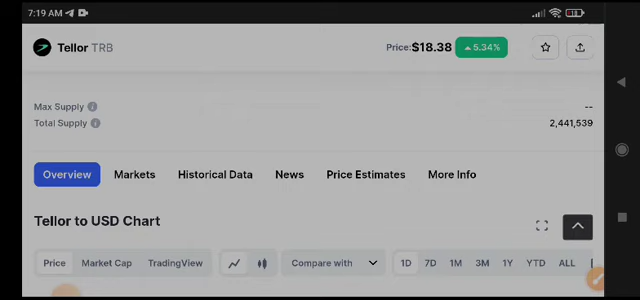 7:19 AM
Tellor TRB Price:$18.38 5.34%
Max Supply --
Total Supply 2,441,539
Overview Markets Historical Data News Price Estimates More Info
Tellor to USD Chart
Price Market Cap TradingView Compare with 1D 7D 1M 3M 1Y YTD ALL